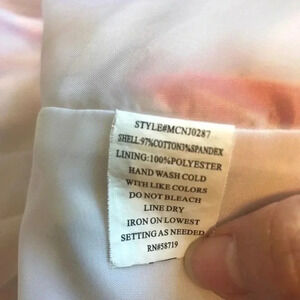 STYLE#MCNJ0287
SHELL:97%COTTON3%SPANDEX
LINING:100%POLYESTER
HAND WASH COLD
WITH LIKE COLORS
DO NOT BLEACH
LINE DRY
IRON ON LOWEST
SETTING AS NEEDED
RN#58719